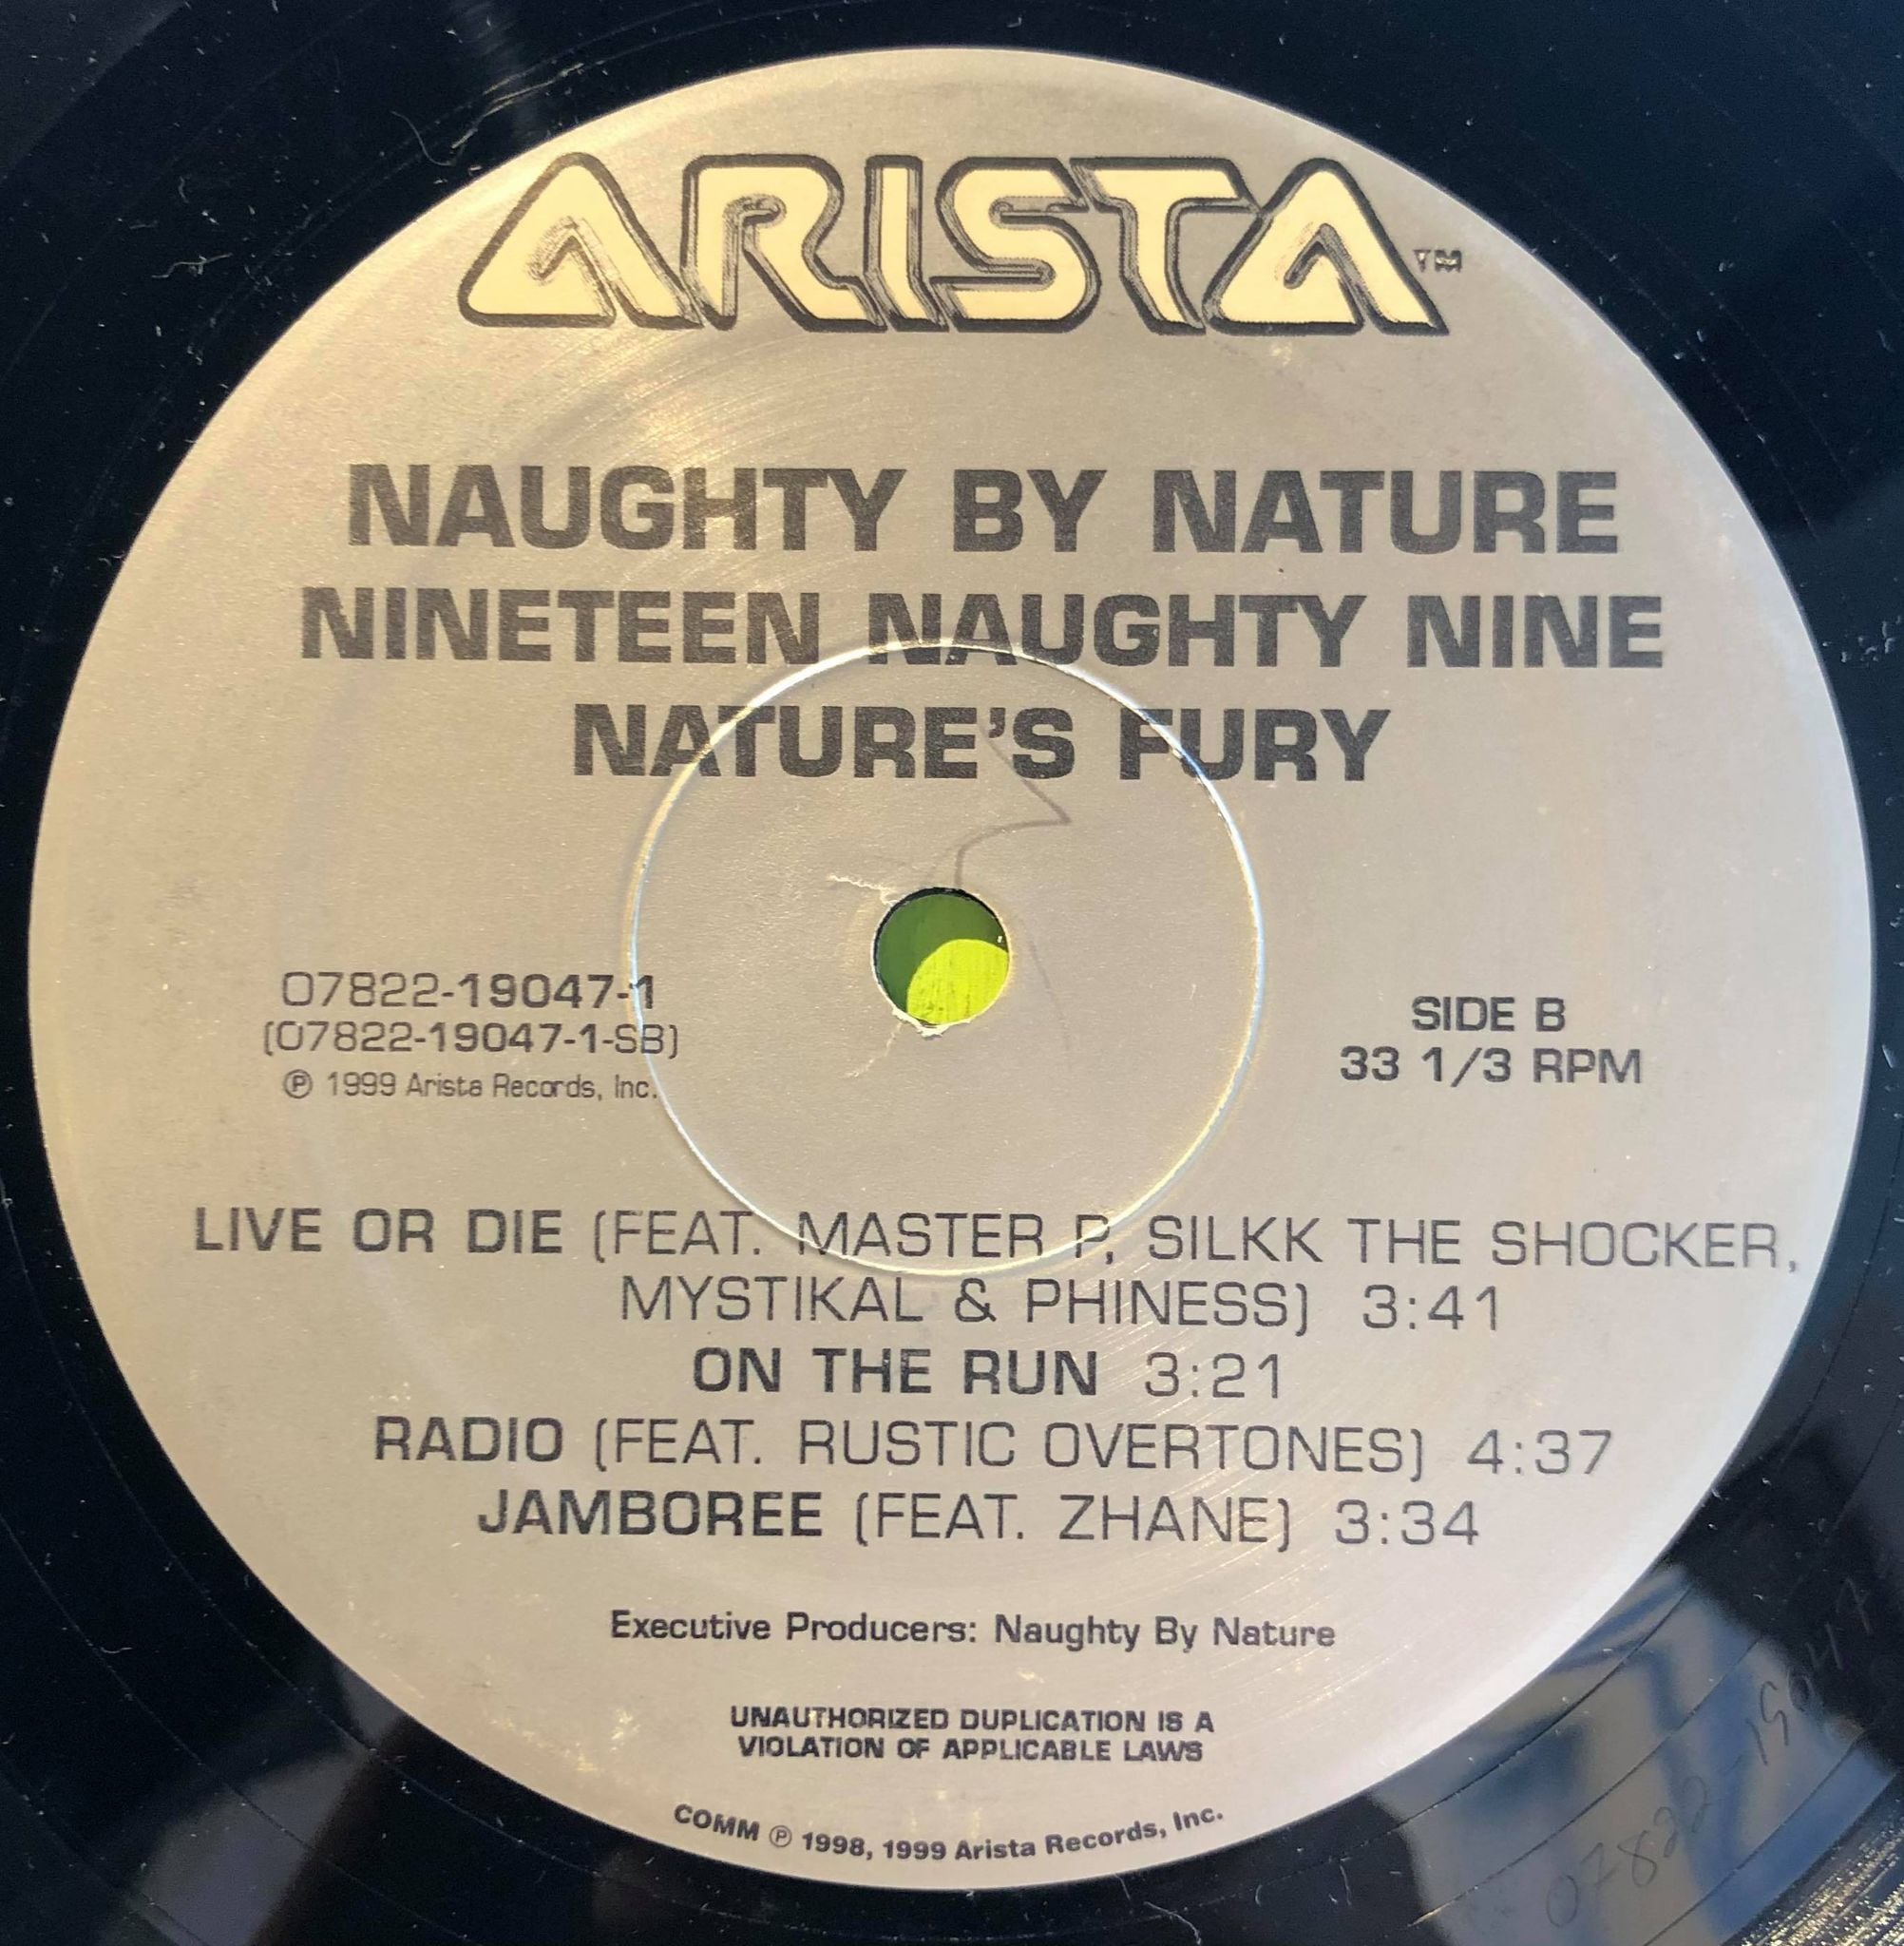 ARISTA™
NAUGHTY BY NATURE
NINETEEN NAUGHTY NINE
NATURE'S FURY
07822-19047-1
(07822-19047-1-SB)
℗ 1999 Arista Records, Inc.
SIDE B
33 1/3 RPM
LIVE OR DIE (FEAT. MASTER P, SILKK THE SHOCKER,
MYSTIKAL & PHINESS) 3:41
ON THE RUN 3:21
RADIO (FEAT. RUSTIC OVERTONES) 4:37
JAMBOREE (FEAT. ZHANE) 3:34
Executive Producers: Naughty By Nature
UNAUTHORIZED DUPLICATION IS A
VIOLATION OF APPLICABLE LAWS
COMM ℗ 1998, 1999 Arista Records, Inc.
07822-19047